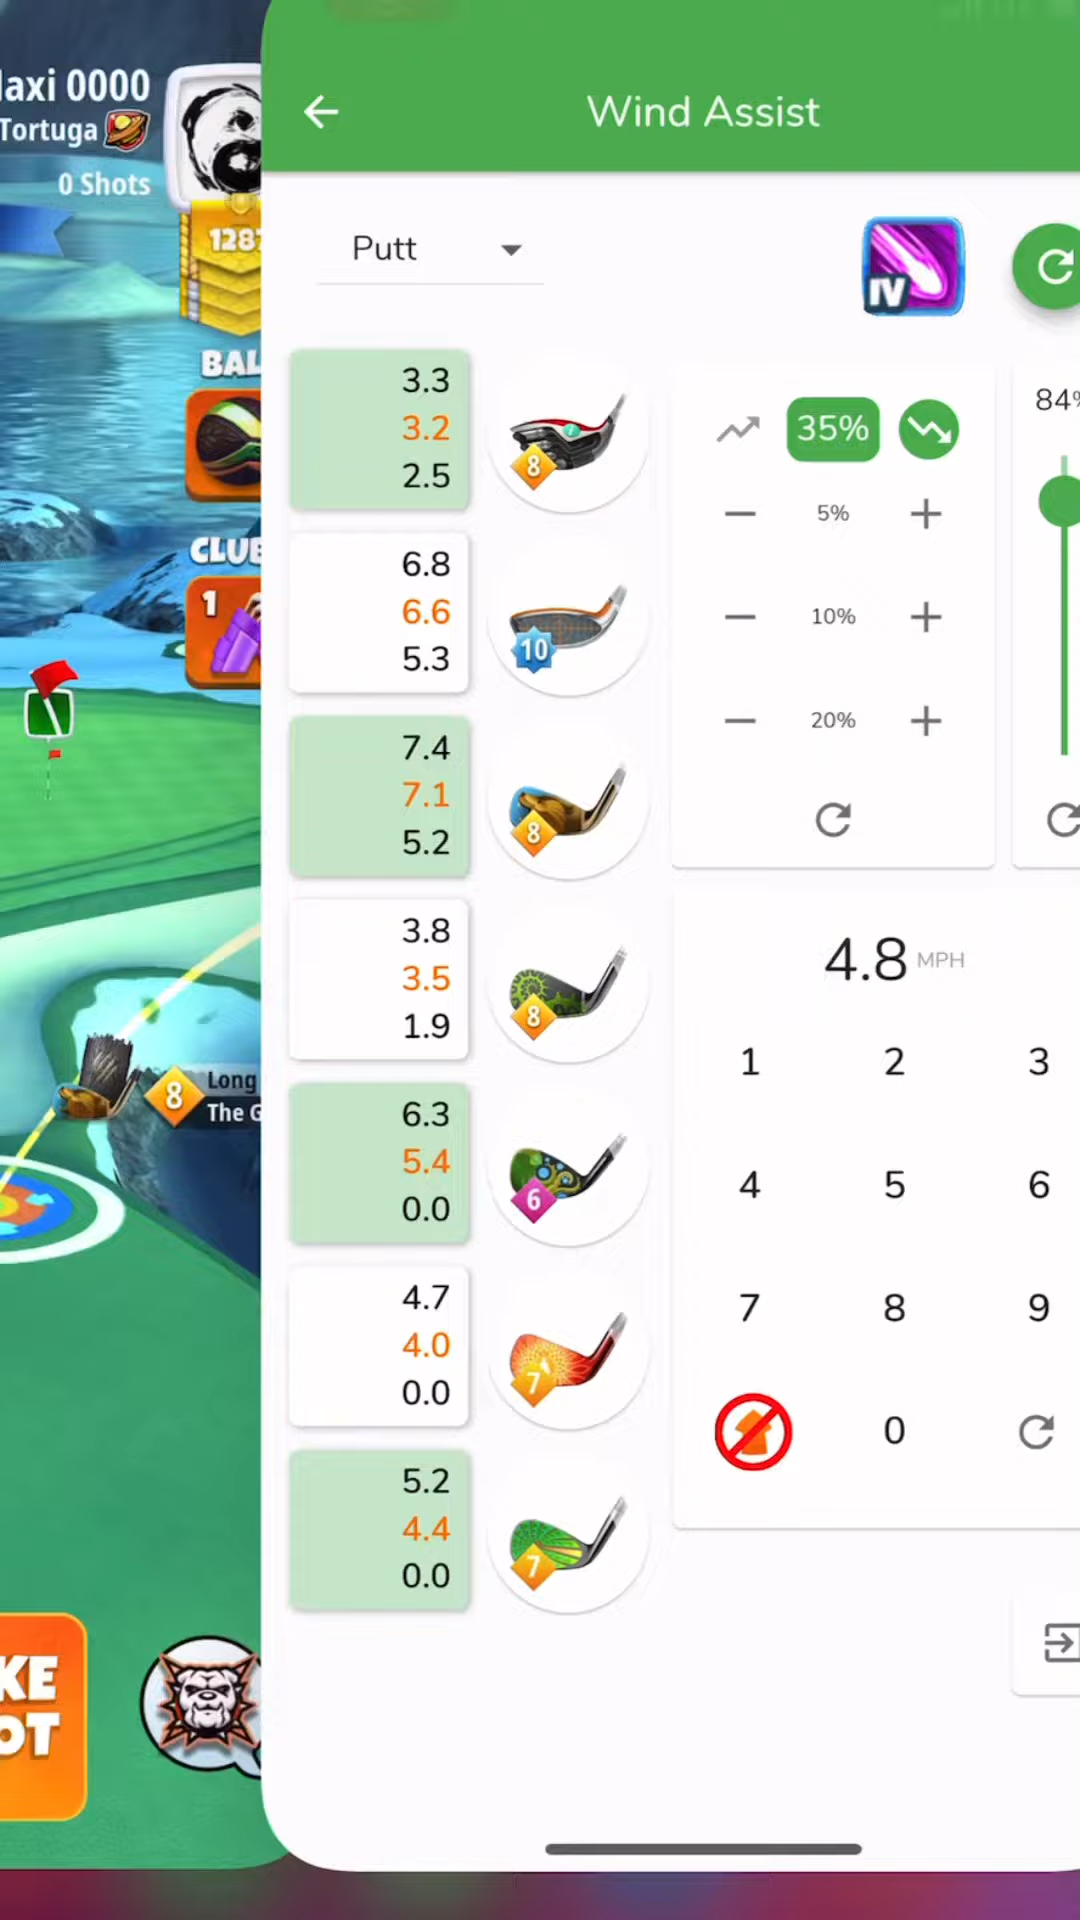 axi 0000
Tortuga
0 Shots
1287
BAL
CLUB
1
8
Long
The G
KE
OT
Wind Assist
Putt
IV
3.3
3.2
2.5
8
6.8
6.6
5.3
10
7.4
7.1
5.2
8
3.8
3.5
1.9
8
6.3
5.4
0.0
6
4.7
4.0
0.0
7
5.2
4.4
0.0
7
35%
5%
10%
20%
84%
4.8 MPH
1 2 3
4 5 6
7 8 9
0